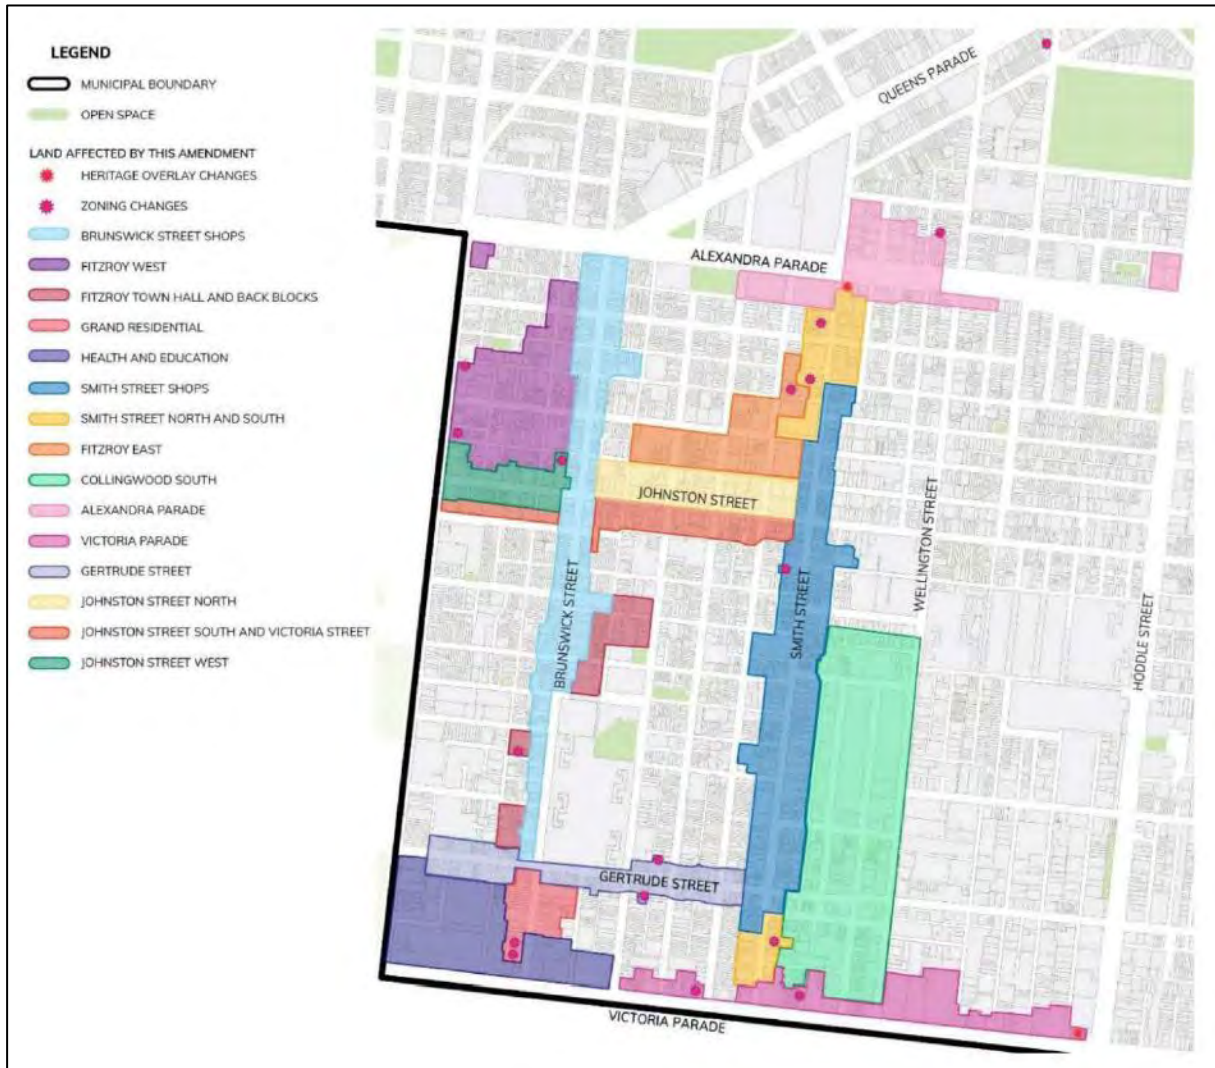 LEGEND
MUNICIPAL BOUNDARY
OPEN SPACE
LAND AFFECTED BY THIS AMENDMENT
HERITAGE OVERLAY CHANGES
ZONING CHANGES
BRUNSWICK STREET SHOPS
FITZROY WEST
FITZROY TOWN HALL AND BACK BLOCKS
GRAND RESIDENTIAL
HEALTH AND EDUCATION
SMITH STREET SHOPS
SMITH STREET NORTH AND SOUTH
FITZROY EAST
COLLINGWOOD SOUTH
ALEXANDRA PARADE
VICTORIA PARADE
GERTRUDE STREET
JOHNSTON STREET NORTH
JOHNSTON STREET SOUTH AND VICTORIA STREET
JOHNSTON STREET WEST
QUEENS PARADE
ALEXANDRA PARADE
JOHNSTON STREET
BRUNSWICK STREET
SMITH STREET
WELLINGTON STREET
HODDLE STREET
GERTRUDE STREET
VICTORIA PARADE